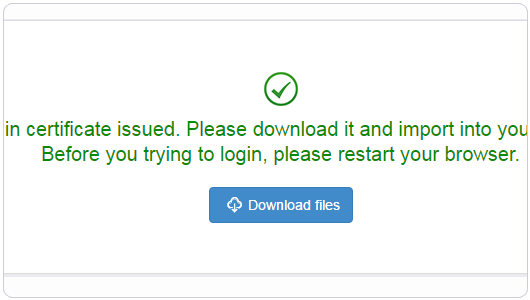 in certificate issued. Please download it and import into you
Before you trying to login, please restart your browser.
Download files